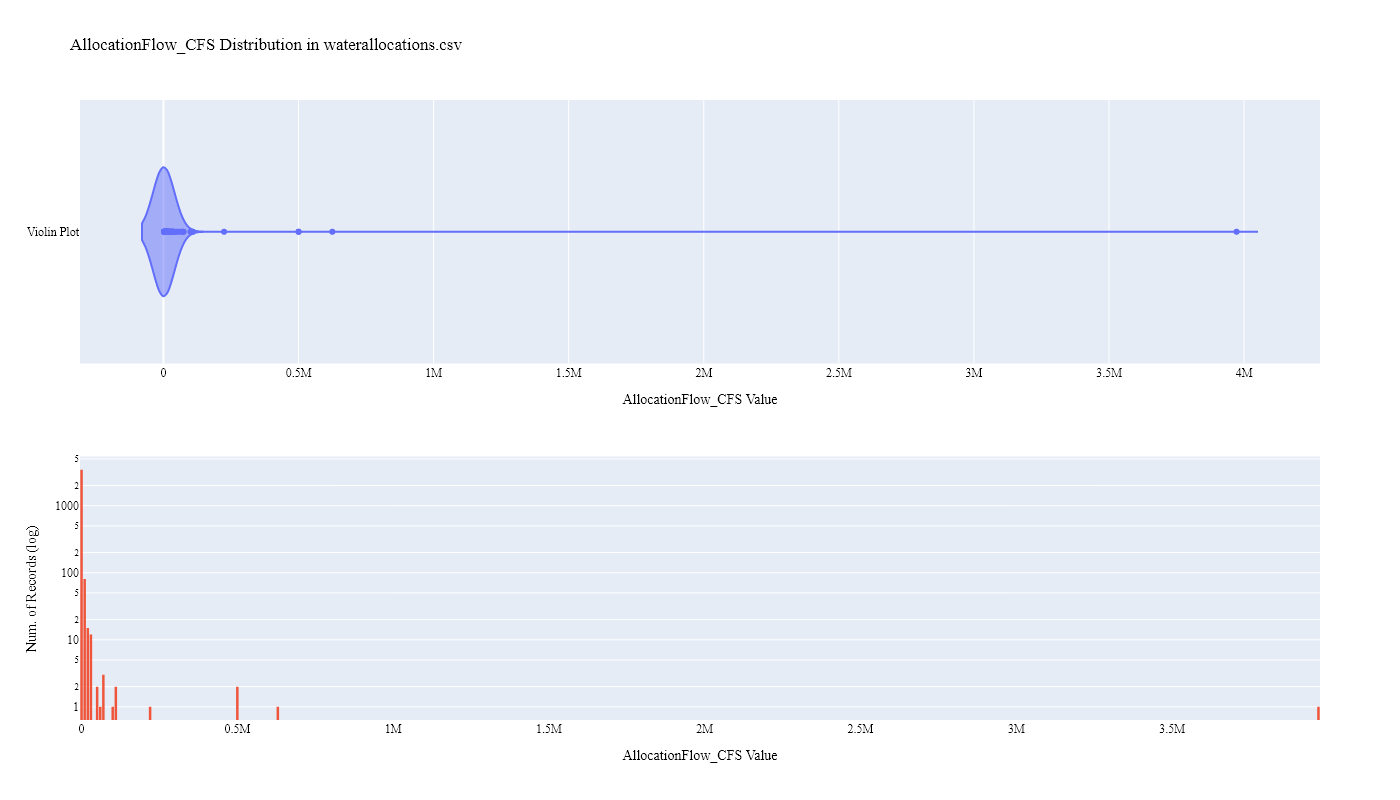 AllocationFlow_CFS Distribution in waterallocations.csv
Violin Plot
0 0.5M 1M 1.5M 2M 2.5M 3M 3.5M 4M
AllocationFlow_CFS Value
5
2
1000
5
2
100
5
2
10
5
2
1
Num. of Records (log)
0 0.5M 1M 1.5M 2M 2.5M 3M 3.5M
AllocationFlow_CFS Value